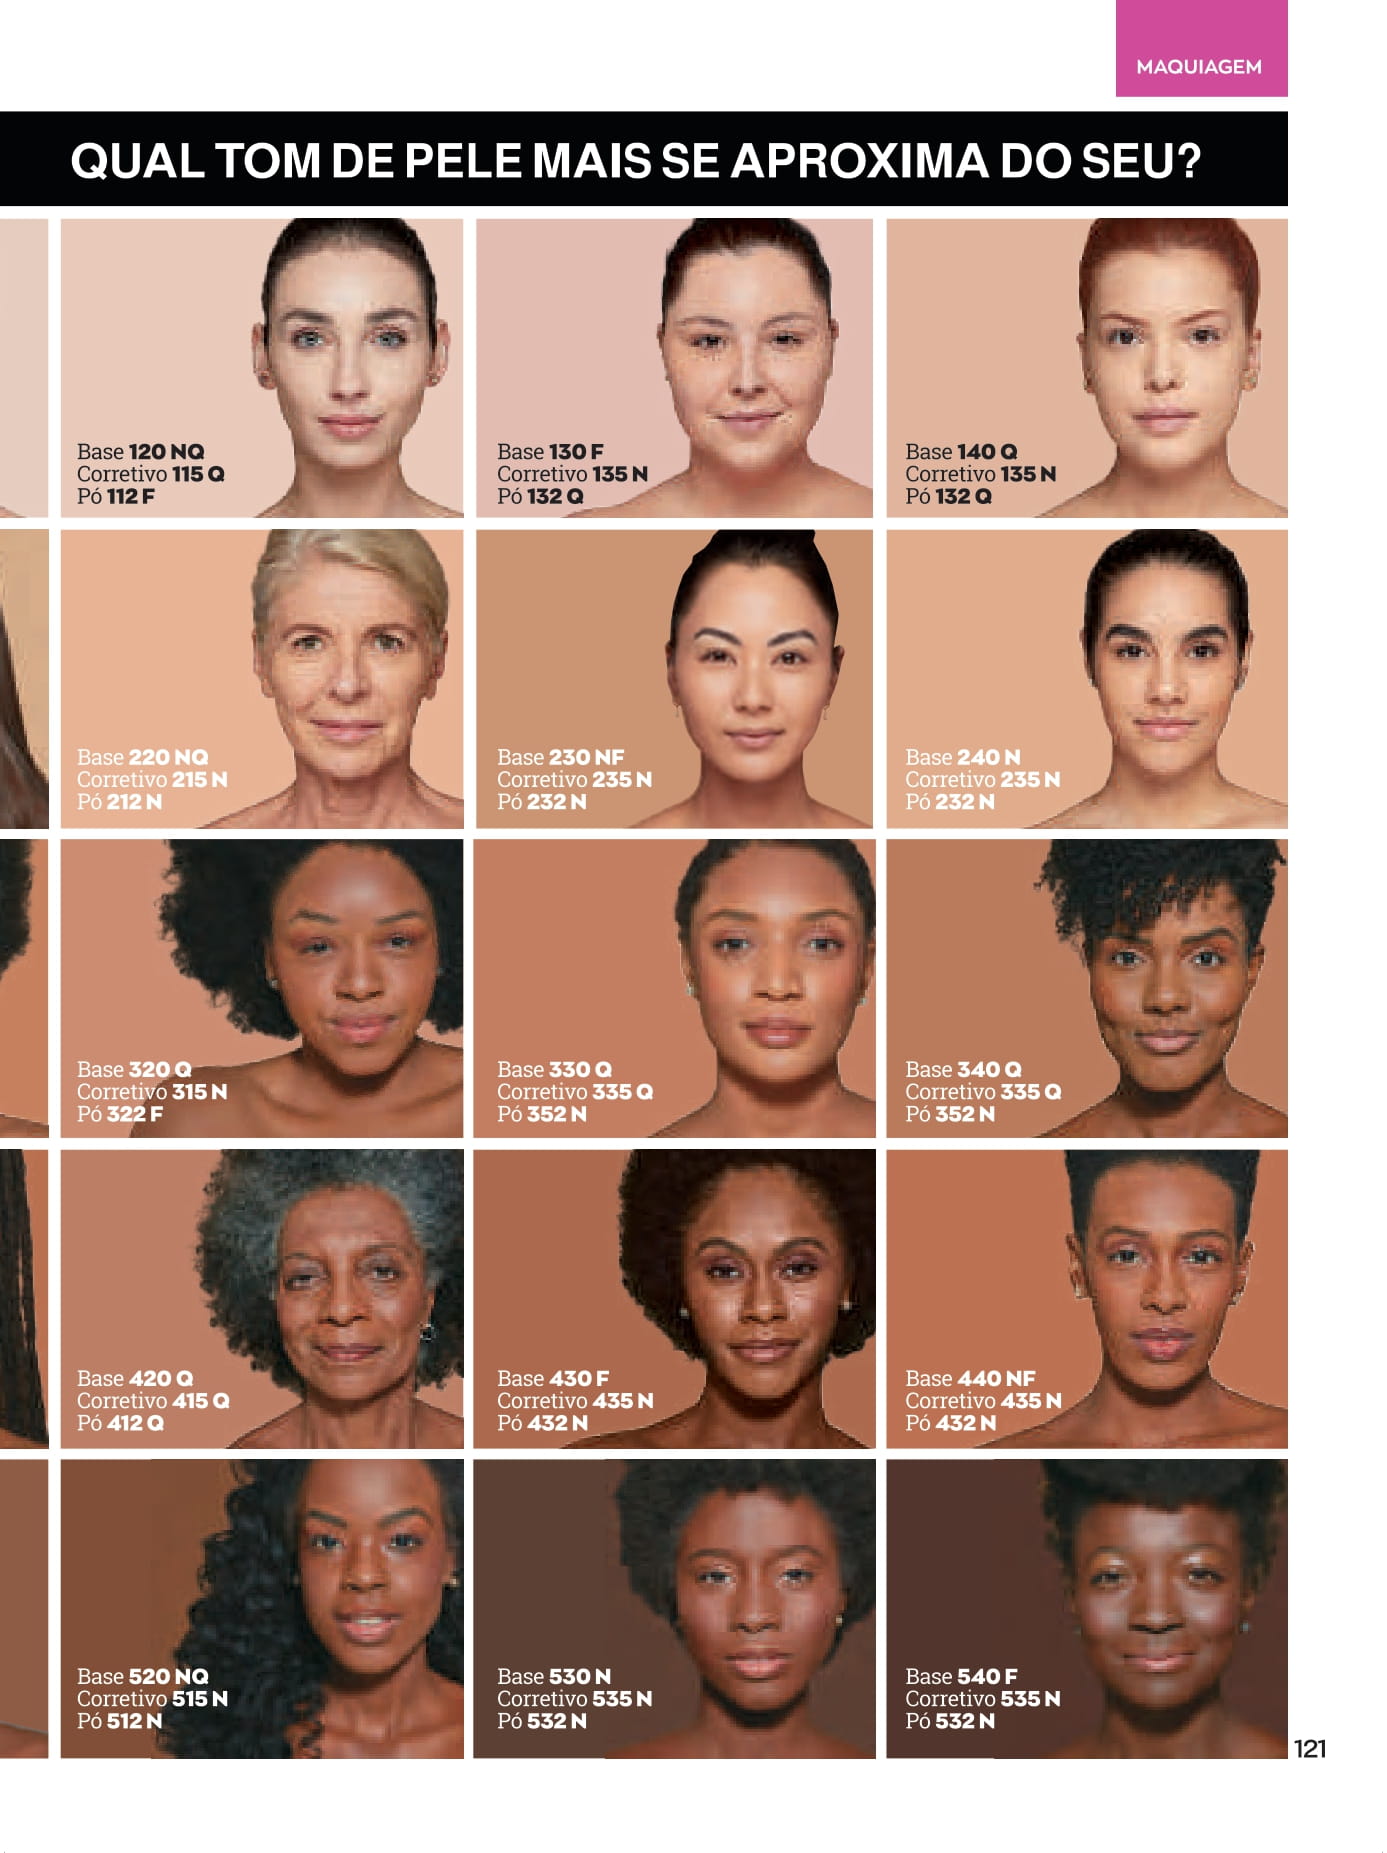 MAQUIAGEM
QUAL TOM DE PELE MAIS SE APROXIMA DO SEU?
Base 120 NQ
Corretivo 115 Q
Pó 112 F
Base 130 F
Corretivo 135 N
Pó 132 Q
Base 140 Q
Corretivo 135 N
Pó 132 Q
Base 220 NQ
Corretivo 215 N
Pó 212 N
Base 230 NF
Corretivo 235 N
Pó 232 N
Base 240 N
Corretivo 235 N
Pó 232 N
Base 320 Q
Corretivo 315 N
Pó 322 F
Base 330 Q
Corretivo 335 Q
Pó 352 N
Base 340 Q
Corretivo 335 Q
Pó 352 N
Base 420 Q
Corretivo 415 Q
Pó 412 Q
Base 430 F
Corretivo 435 N
Pó 432 N
Base 440 NF
Corretivo 435 N
Pó 432 N
Base 520 NQ
Corretivo 515 N
Pó 512 N
Base 530 N
Corretivo 535 N
Pó 532 N
Base 540 F
Corretivo 535 N
Pó 532 N
121